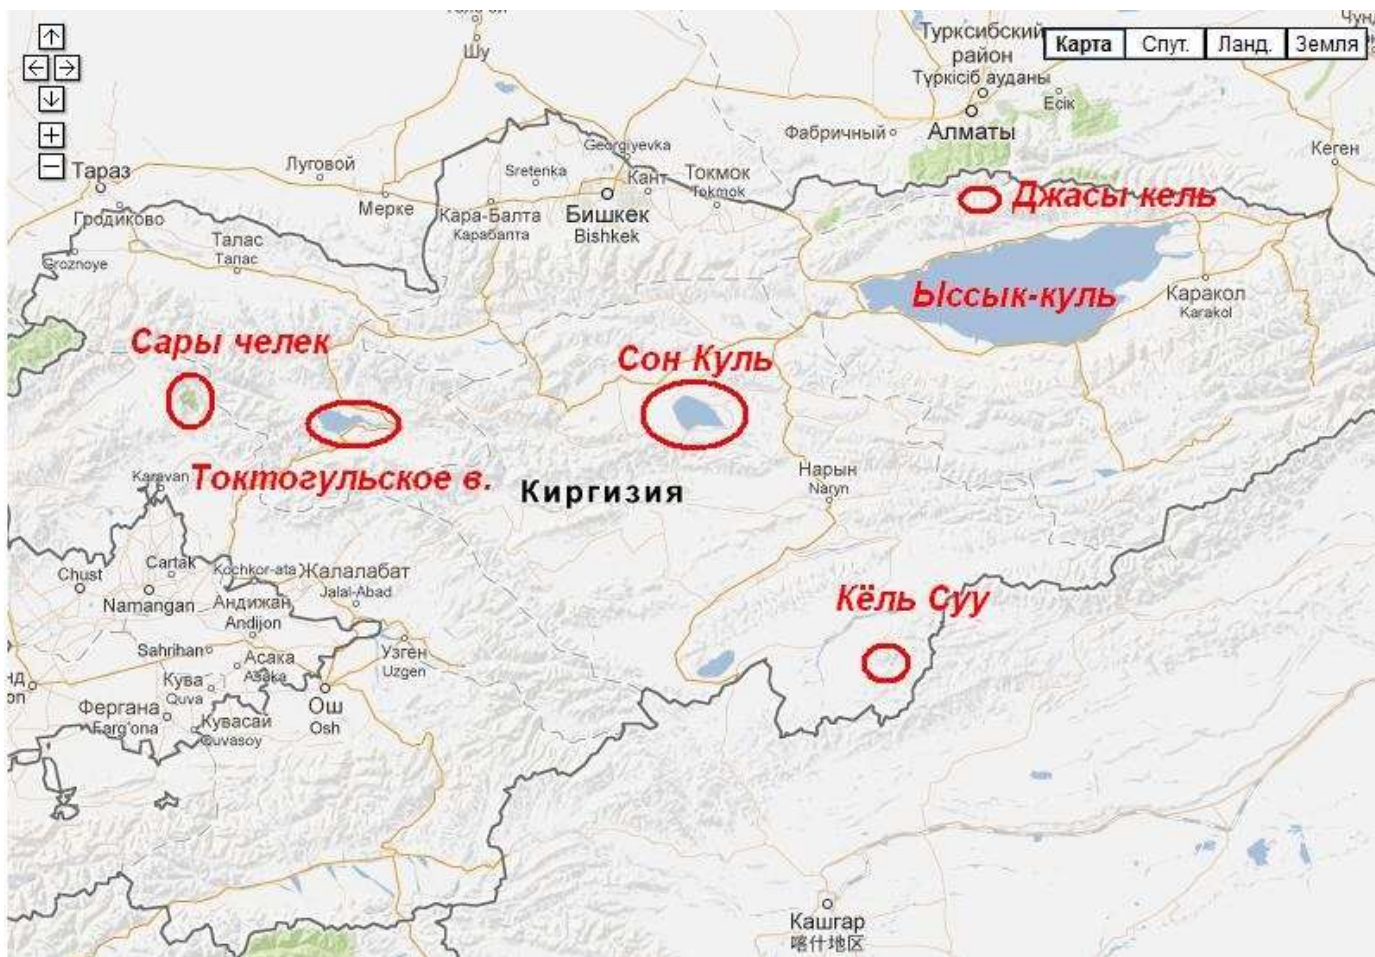 Шу
Турксибский
район
Түрксіб ауданы
Есік
Карта
Спут.
Ланд.
Земля
Фабричный
Алматы
Кеген
Georgiyevka
Луговой
Sretenka
Кант
Токмок
Tokmok
Тараз
Мерке
Кара-Балта
Карабалта
Бишкек
Bishkek
Джасы кель
Гродиково
Талас
Талас
Groznoye
Ыссык-куль
Каракол
Karakol
Сары челек
Сон Куль
Karavan
Токтогульское в.
Киргизия
Нарын
Naryn
Cartak
Chust
Kochkor-ata
Жалалабат
Jalal-Abad
Namangan
Андижан
Andijon
Кёль Суу
Sahrihan
Асака
Asaka
Узген
Uzgen
Кува
Quva
Ош
Osh
Фергана
Farg'ona
Кувасай
Quvasoy
Кашгар
喀什地区